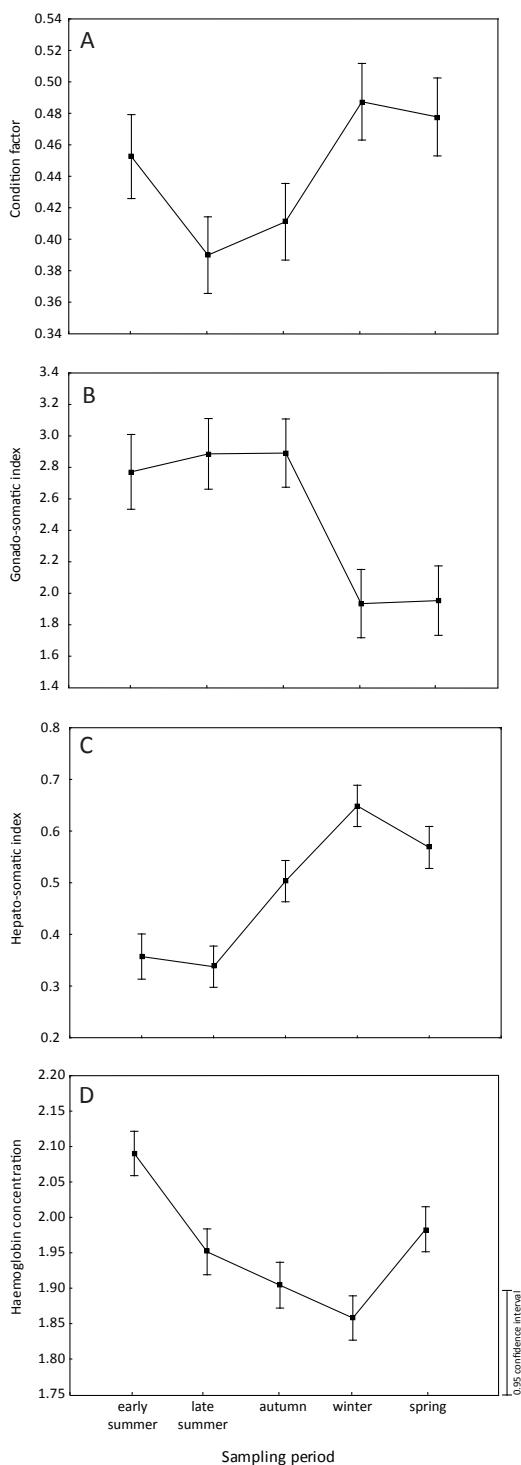 A
Condition factor
0.54
0.52
0.50
0.48
0.46
0.44
0.42
0.40
0.38
0.36
0.34
B
Gonado-somatic index
3.4
3.2
3.0
2.8
2.6
2.4
2.2
2.0
1.8
1.6
1.4
C
Hepato-somatic index
0.8
0.7
0.6
0.5
0.4
0.3
0.2
D
Haemoglobin concentration
2.20
2.15
2.10
2.05
2.00
1.95
1.90
1.85
1.80
1.75
0.95 confidence interval
early summer
late summer
autumn
winter
spring
Sampling period